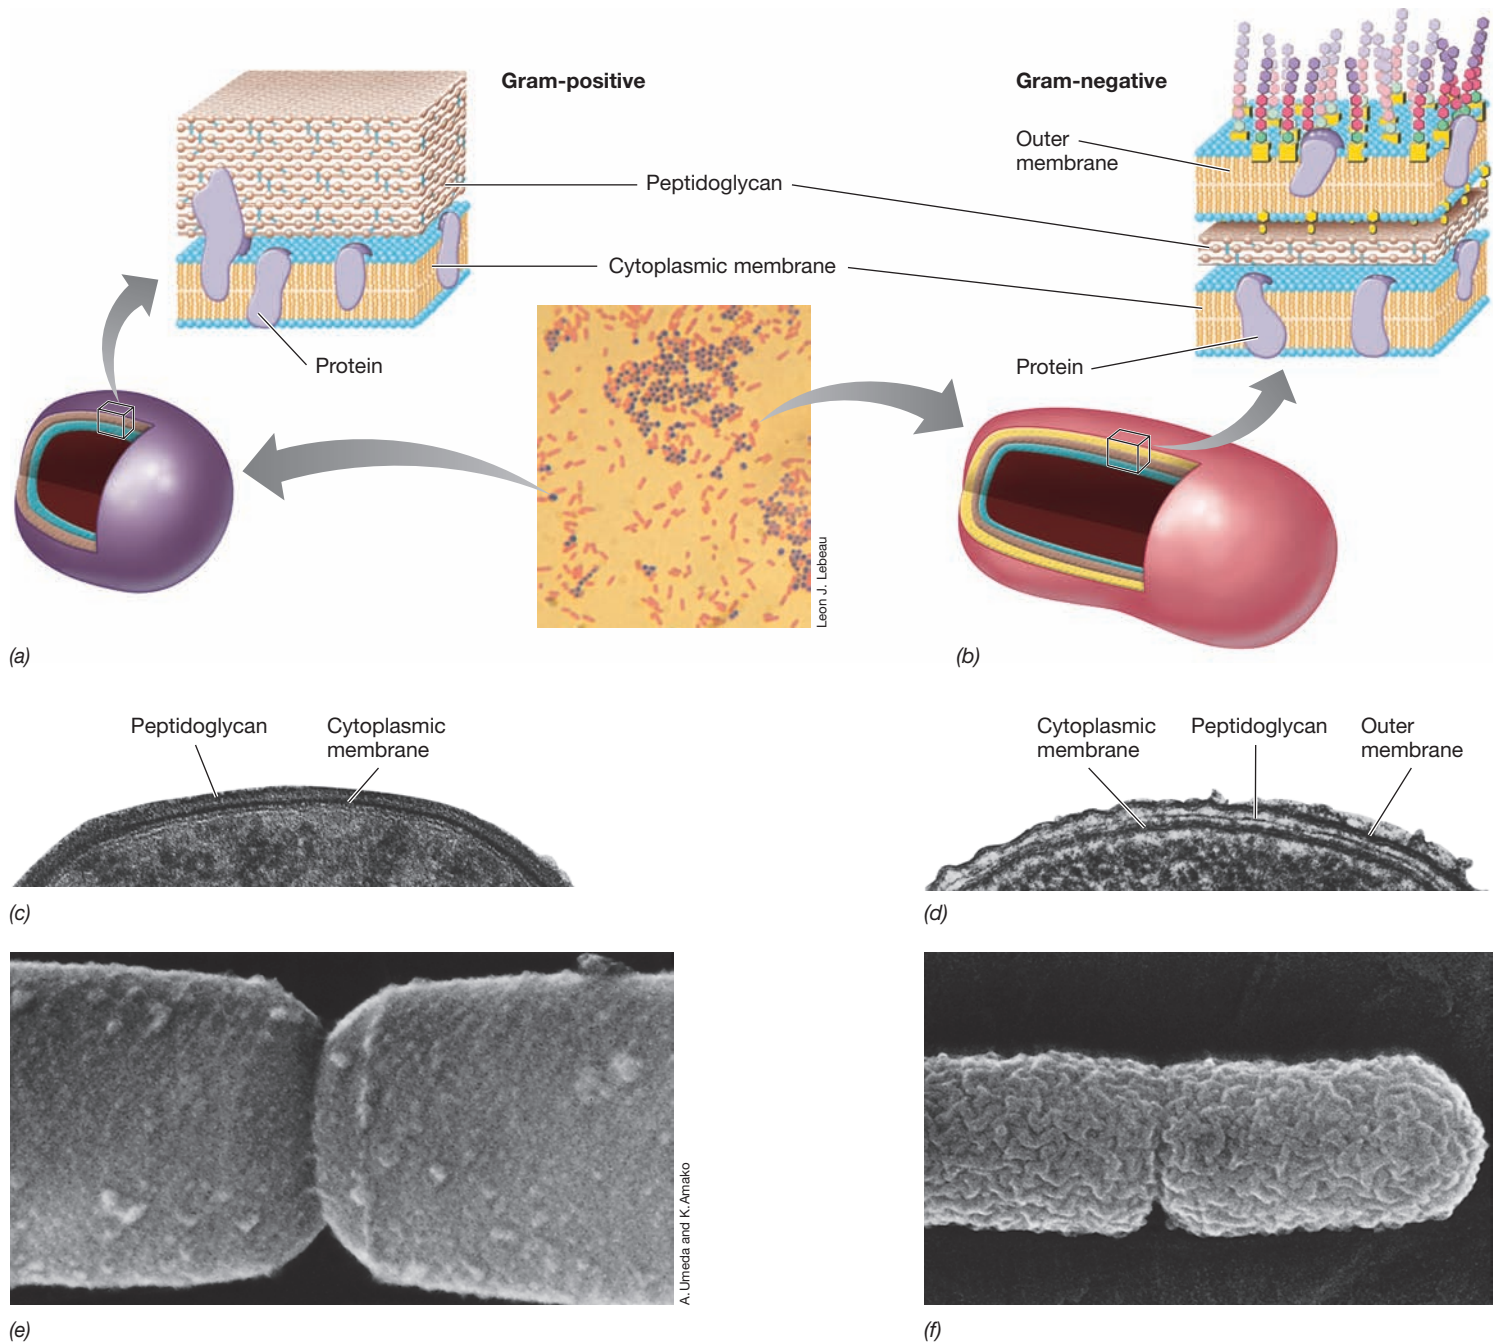 Gram-positive
Gram-negative
Outer
membrane
Peptidoglycan
Cytoplasmic membrane
Protein
Protein
Leon J. Lebeau
(a)
(b)
Peptidoglycan
Cytoplasmic
membrane
Cytoplasmic
membrane
Peptidoglycan
Outer
membrane
(c)
(d)
A. Umeda and K. Amako
(e)
(f)